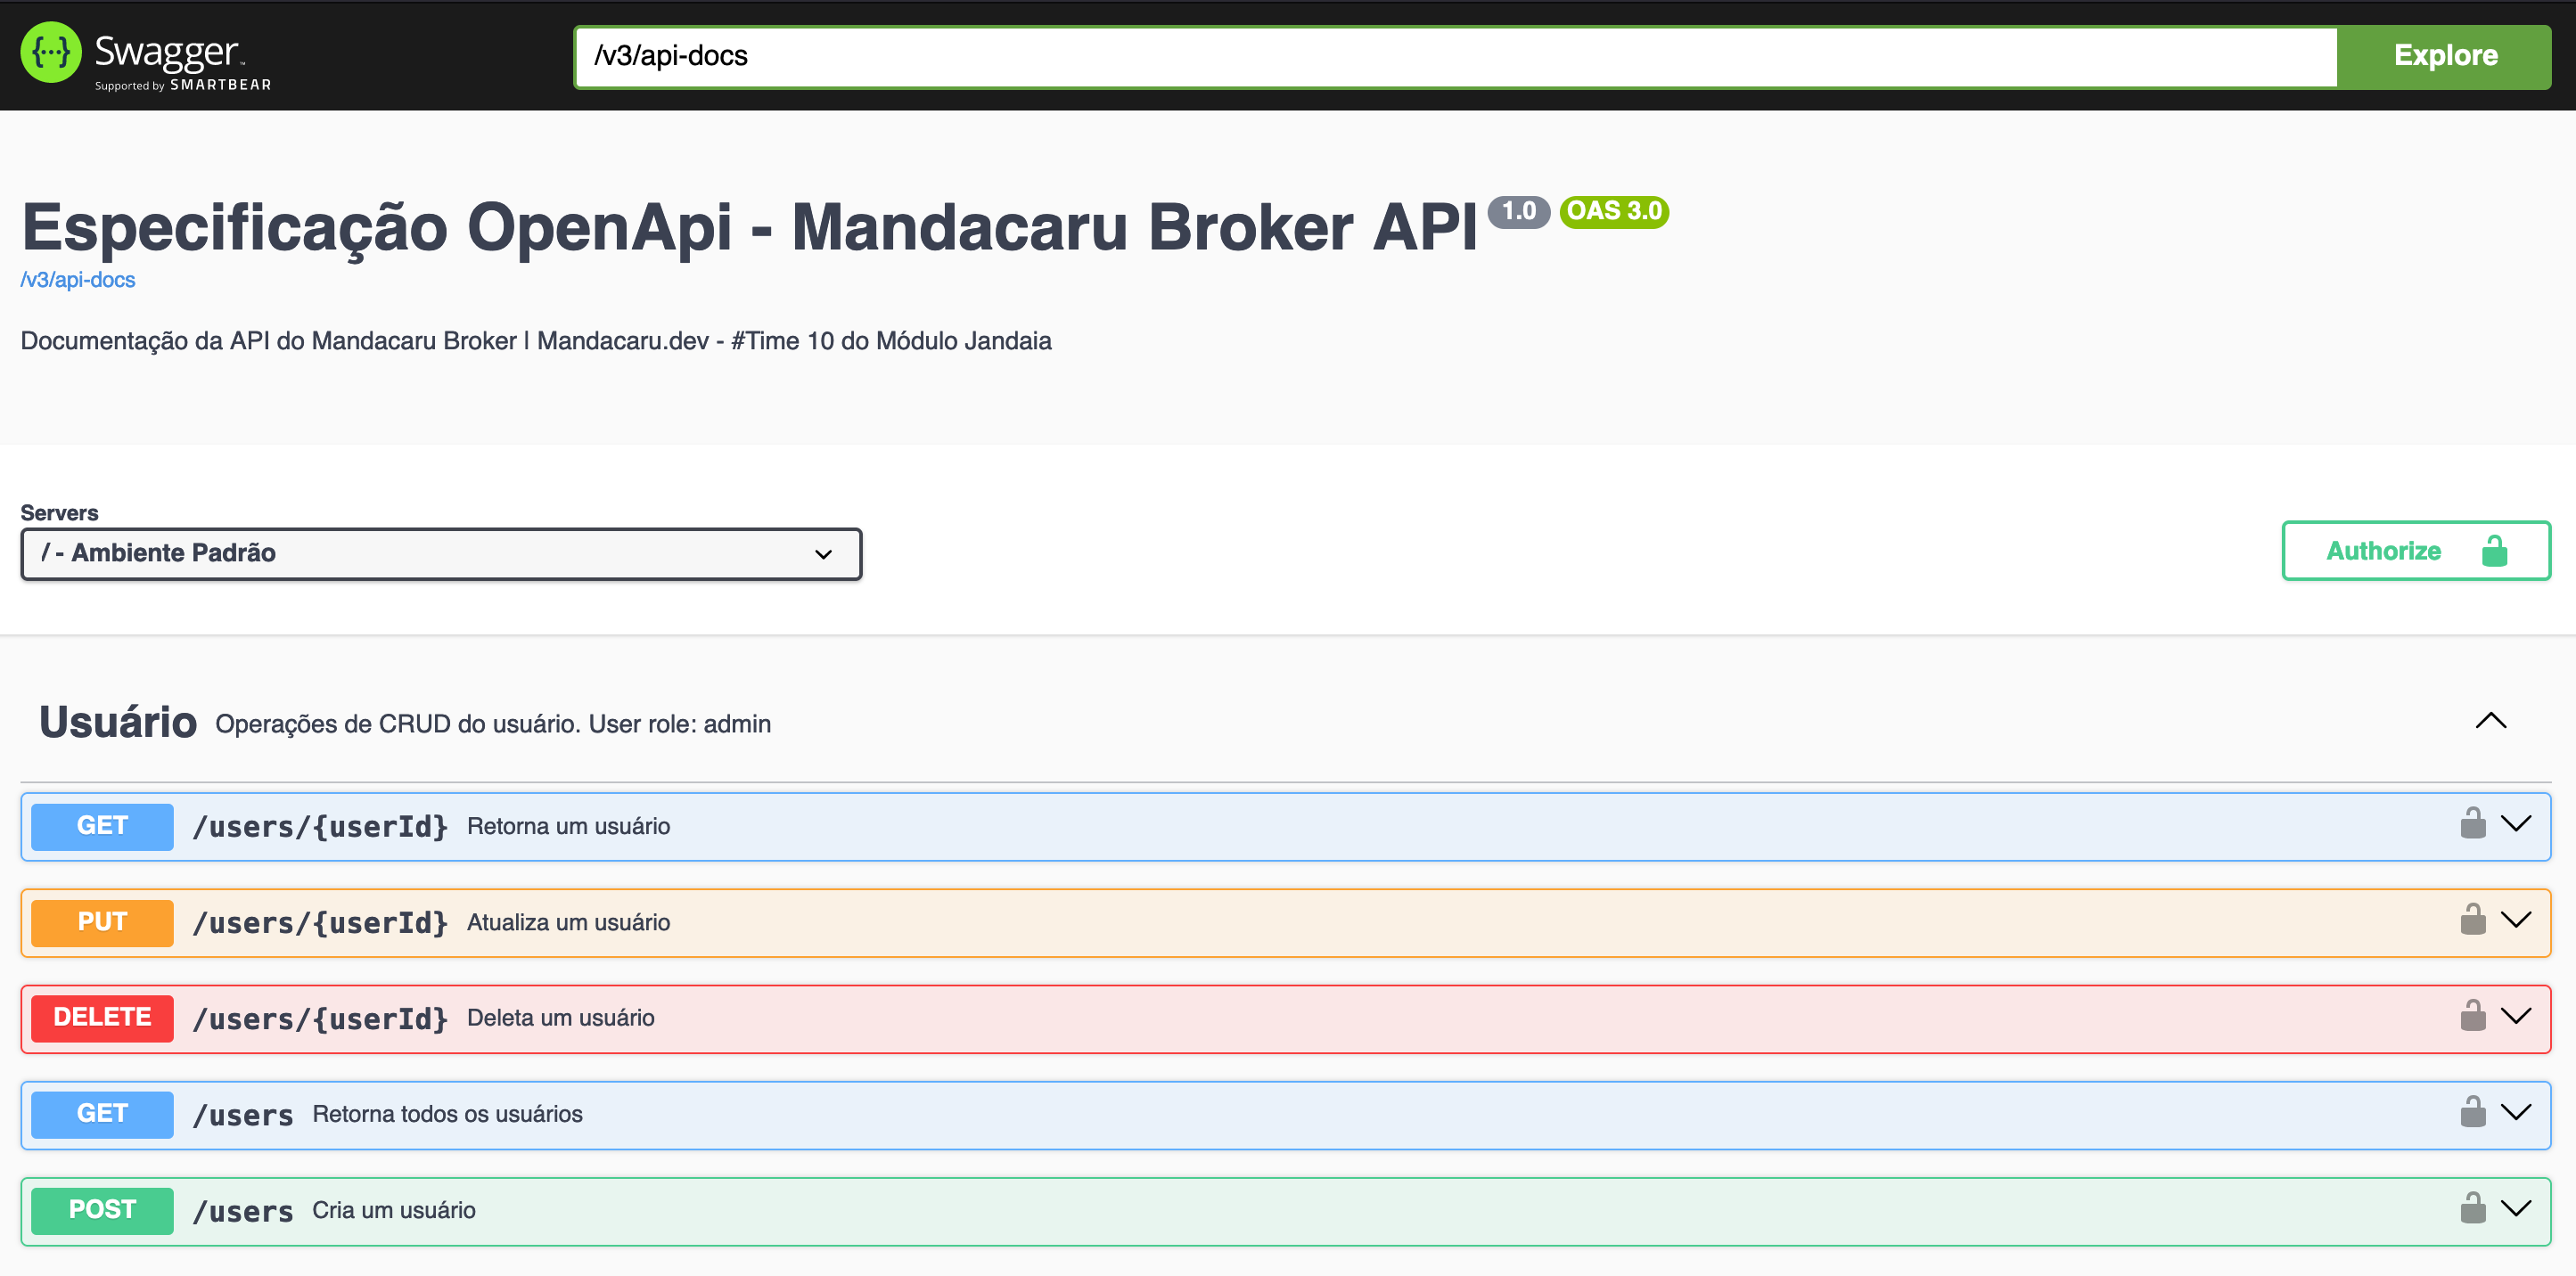 Swagger™
Supported by SMARTBEAR
/v3/api-docs
Explore
Especificação OpenApi - Mandacaru Broker API 1.0 OAS 3.0
/v3/api-docs
Documentação da API do Mandacaru Broker | Mandacaru.dev - #Time 10 do Módulo Jandaia
Servers
/ - Ambiente Padrão
Authorize
Usuário Operações de CRUD do usuário. User role: admin
GET /users/{userId} Retorna um usuário
PUT /users/{userId} Atualiza um usuário
DELETE /users/{userId} Deleta um usuário
GET /users Retorna todos os usuários
POST /users Cria um usuário